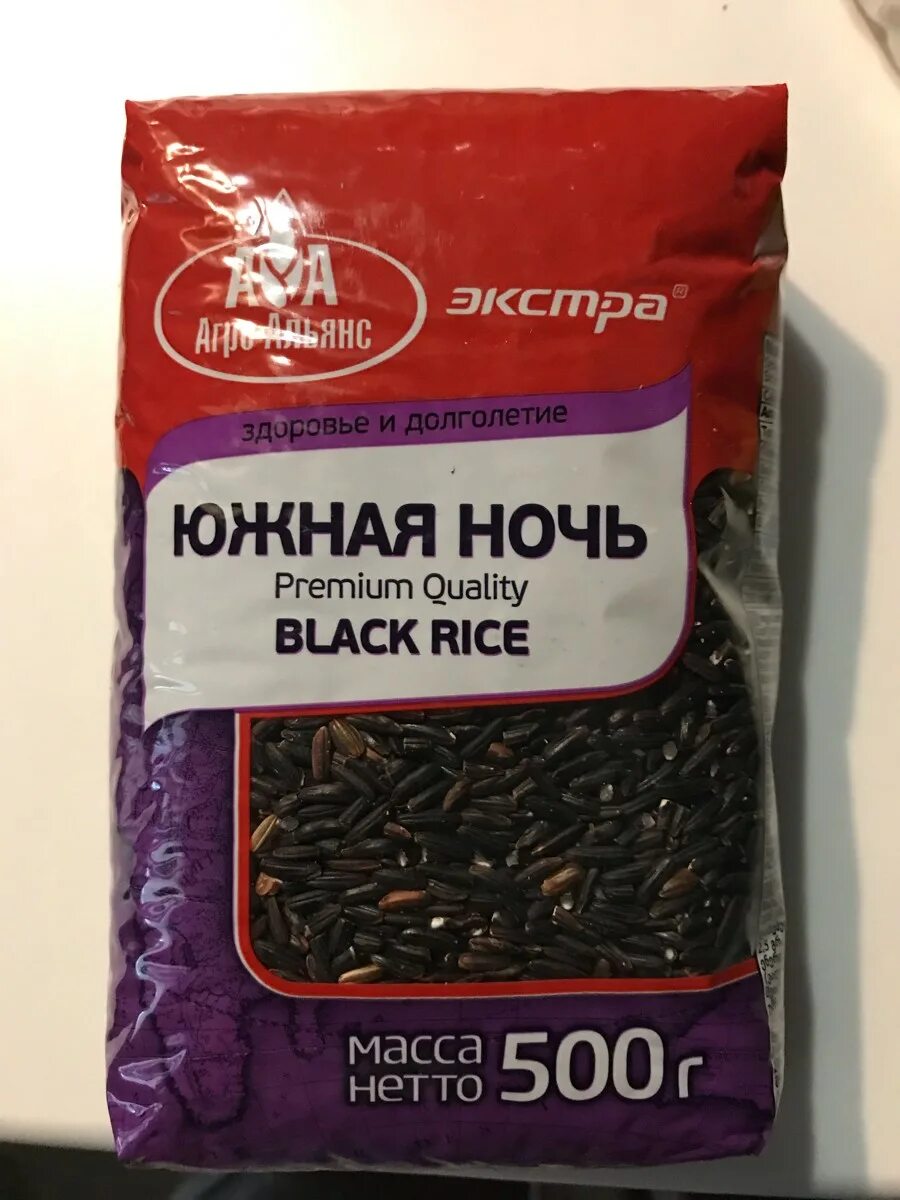 АА
Агро-Альянс
экстра®
здоровье и долголетие
ЮЖНАЯ НОЧЬ
Premium Quality
BLACK RICE
масса
нетто 500 г